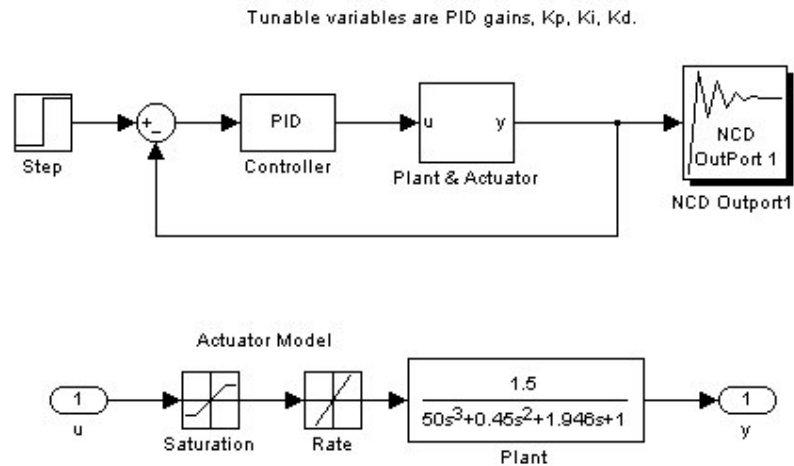 Tunable variables are PID gains, Kp, Ki, Kd.
+
−
PID
u
y
NCD
OutPort 1
Step
Controller
Plant & Actuator
NCD Outport1
Actuator Model
1
1.5
50s³+0.45s²+1.946s+1
1
u
Saturation
Rate
Plant
y